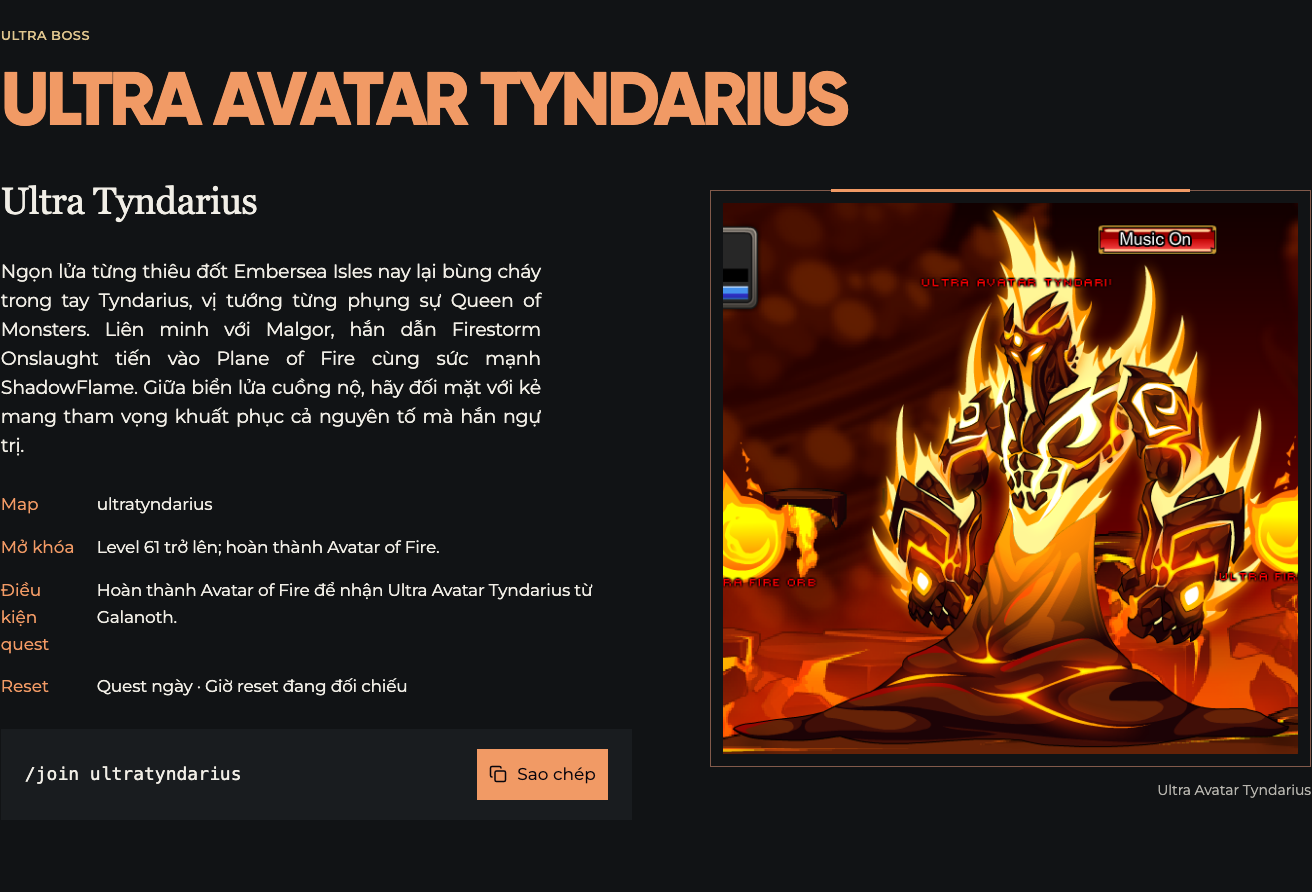 ULTRA BOSS
ULTRA AVATAR TYNDARIUS
Ultra Tyndarius
Ngọn lửa từng thiêu đốt Embersea Isles nay lại bùng cháy
trong tay Tyndarius, vị tướng từng phụng sự Queen of
Monsters. Liên minh với Malgor, hắn dẫn Firestorm
Onslaught tiến vào Plane of Fire cùng sức mạnh
ShadowFlame. Giữa biển lửa cuồng nộ, hãy đối mặt với kẻ
mang tham vọng khuất phục cả nguyên tố mà hắn ngự
trị.
Map ultratyndarius
Mở khóa Level 61 trở lên; hoàn thành Avatar of Fire.
Điều kiện quest Hoàn thành Avatar of Fire để nhận Ultra Avatar Tyndarius từ
Galanoth.
Reset Quest ngày · Giờ reset đang đối chiếu
/join ultratyndarius
Sao chép
Music On
ULTRA AVATAR TYNDARIU
RA FIRE ORB
ULTRA FIR
Ultra Avatar Tyndarius